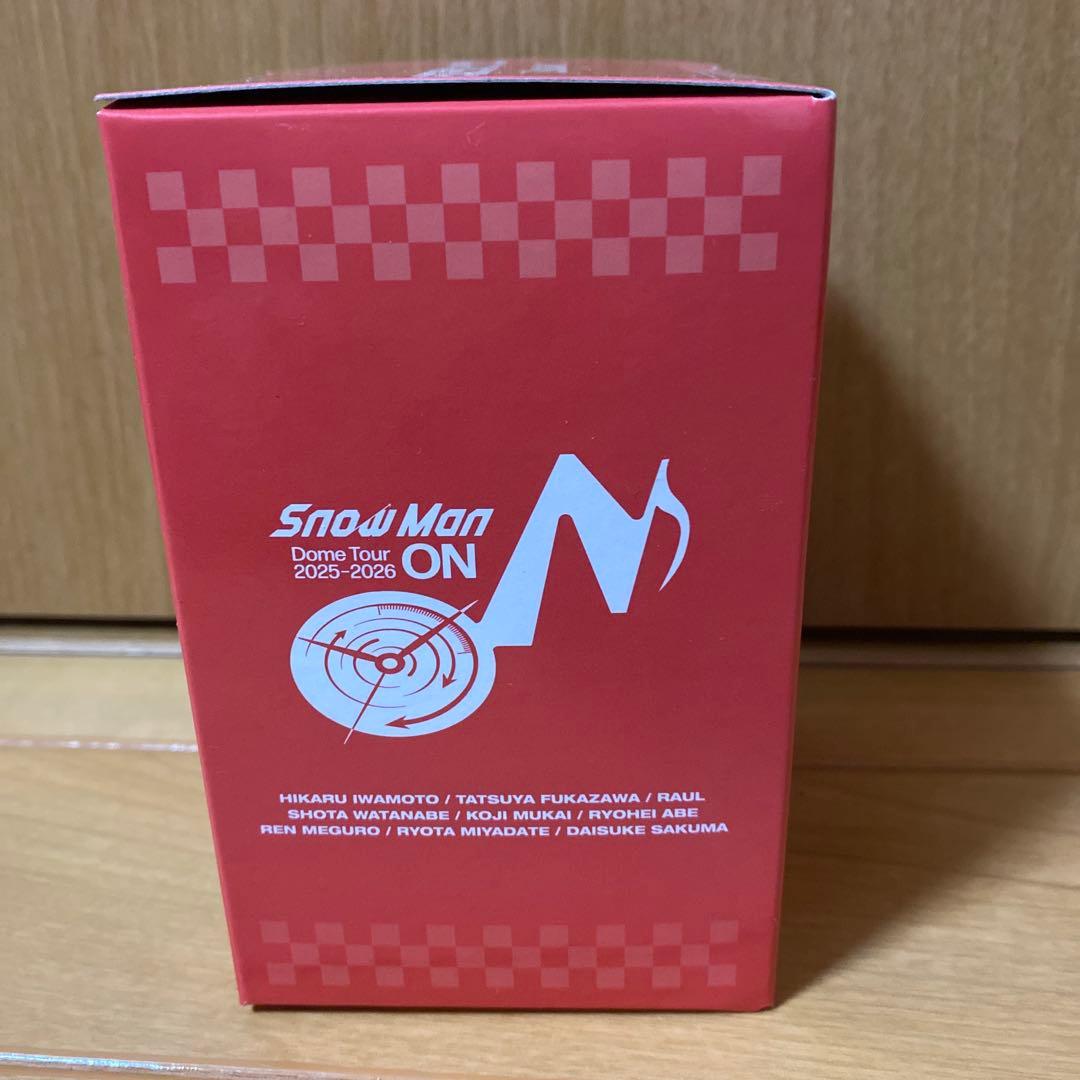 Snow Man
Dome Tour
2025-2026 ON
HIKARU IWAMOTO / TATSUYA FUKAZAWA / RAUL
SHOTA WATANABE / KOJI MUKAI / RYOHEI ABE
REN MEGURO / RYOTA MIYADATE / DAISUKE SAKUMA